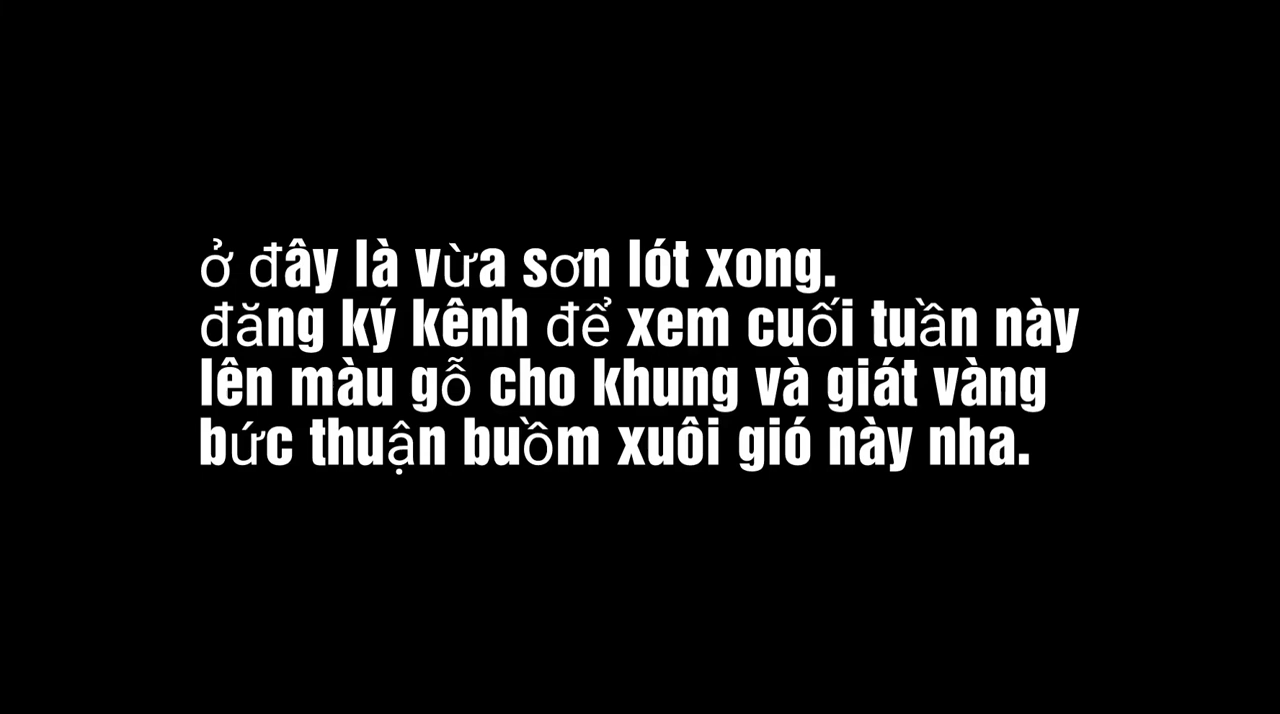 ở đây là vừa sơn lót xong.
đăng ký kênh để xem cuối tuần này
lên màu gỗ cho khung và giát vàng
bức thuận buồm xuôi gió này nha.